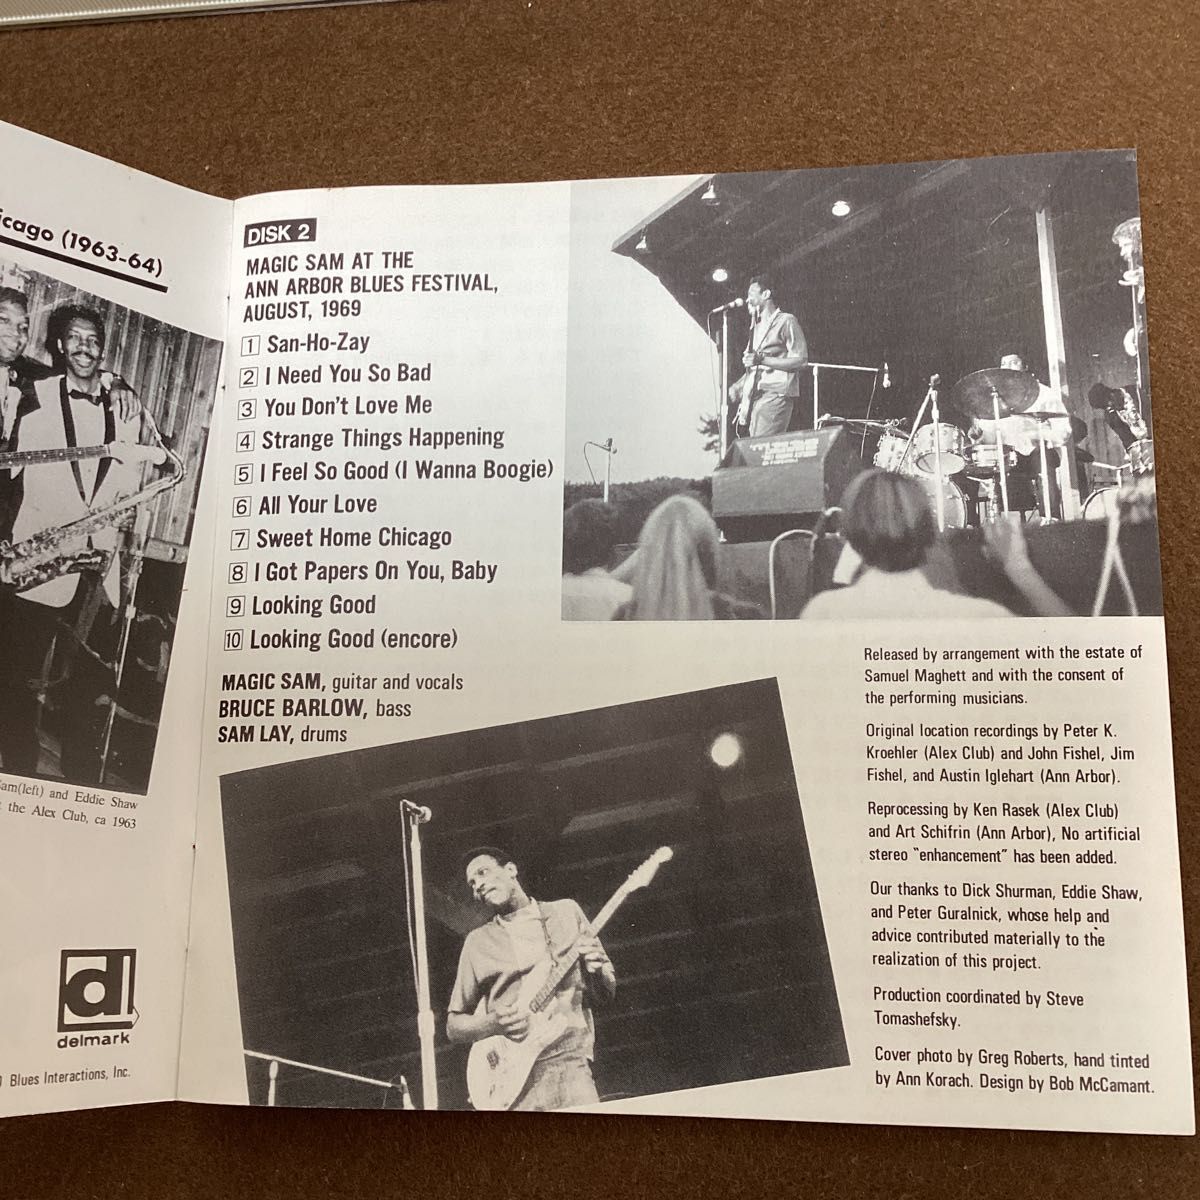 icago (1963-64)
Sam(left) and Eddie Shaw
the Alex Club, ca 1963
d
delmark
Blues Interactions, Inc.
DISK 2
MAGIC SAM AT THE
ANN ARBOR BLUES FESTIVAL,
AUGUST, 1969
1 San-Ho-Zay
2 I Need You So Bad
3 You Don't Love Me
4 Strange Things Happening
5 I Feel So Good (I Wanna Boogie)
6 All Your Love
7 Sweet Home Chicago
8 I Got Papers On You, Baby
9 Looking Good
10 Looking Good (encore)
MAGIC SAM, guitar and vocals
BRUCE BARLOW, bass
SAM LAY, drums
Released by arrangement with the estate of
Samuel Maghett and with the consent of
the performing musicians.
Original location recordings by Peter K.
Kroehler (Alex Club) and John Fishel, Jim
Fishel, and Austin Iglehart (Ann Arbor).
Reprocessing by Ken Rasek (Alex Club)
and Art Schifrin (Ann Arbor), No artificial
stereo "enhancement" has been added.
Our thanks to Dick Shurman, Eddie Shaw,
and Peter Guralnick, whose help and
advice contributed materially to the
realization of this project.
Production coordinated by Steve
Tomashefsky.
Cover photo by Greg Roberts, hand tinted
by Ann Korach. Design by Bob McCamant.